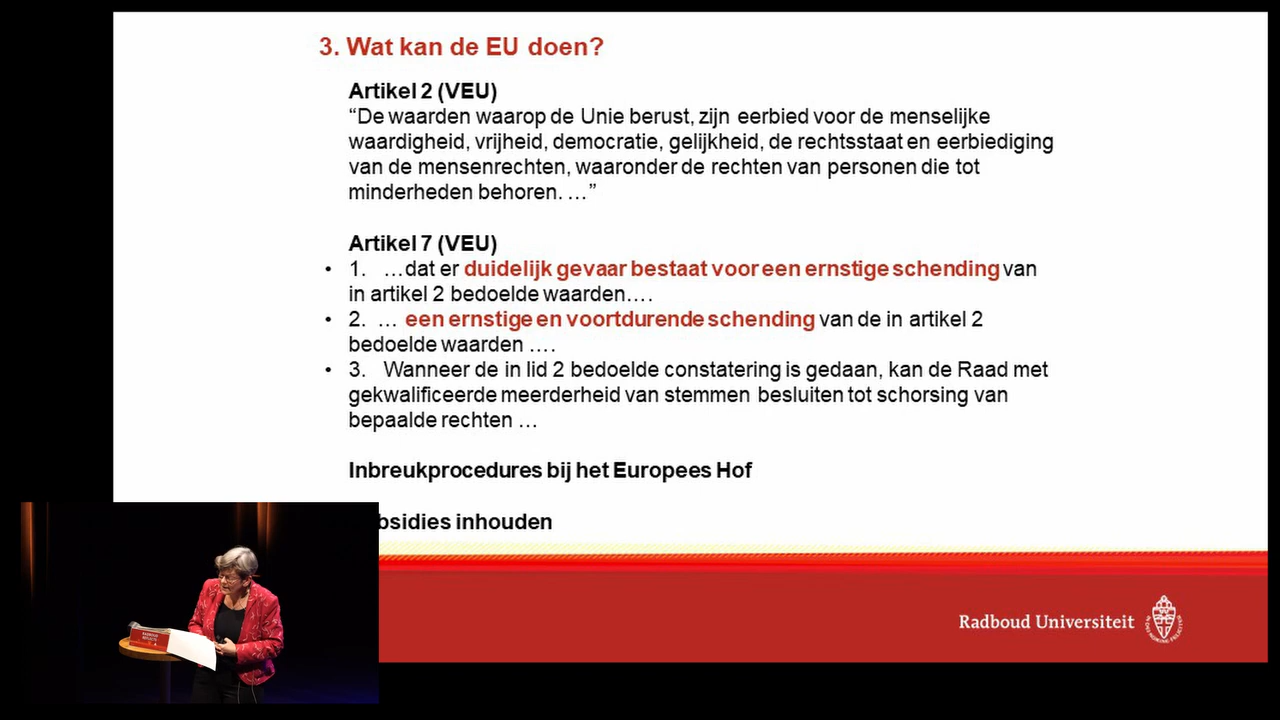 3. Wat kan de EU doen?
Artikel 2 (VEU)
“De waarden waarop de Unie berust, zijn eerbied voor de menselijke
waardigheid, vrijheid, democratie, gelijkheid, de rechtsstaat en eerbiediging
van de mensenrechten, waaronder de rechten van personen die tot
minderheden behoren. …”
Artikel 7 (VEU)
• 1. …dat er duidelijk gevaar bestaat voor een ernstige schending van
in artikel 2 bedoelde waarden….
• 2. … een ernstige en voortdurende schending van de in artikel 2
bedoelde waarden ….
• 3. Wanneer de in lid 2 bedoelde constatering is gedaan, kan de Raad met
gekwalificeerde meerderheid van stemmen besluiten tot schorsing van
bepaalde rechten …
Inbreukprocedures bij het Europees Hof
bsidies inhouden
Radboud Universiteit
RADBOUD
REFLECTS